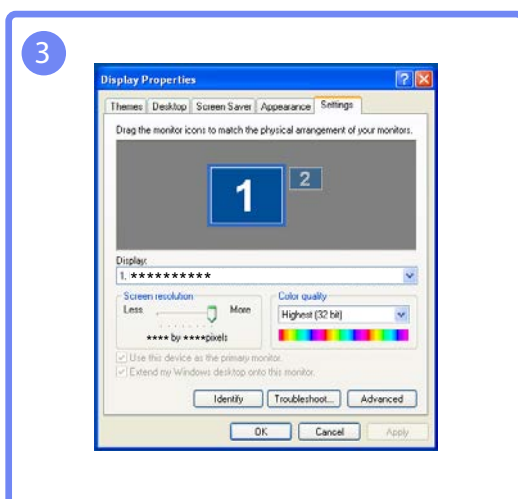 3
Display Properties
Themes Desktop Screen Saver Appearance Settings
Drag the monitor icons to match the physical arrangement of your monitors.
1 2
Display:
1. **********
Screen resolution Color quality
Less More Highest (32 bit)
**** by ****pixels
Use this device as the primary monitor.
Extend my Windows desktop onto this monitor.
Identify Troubleshoot... Advanced
OK Cancel Apply